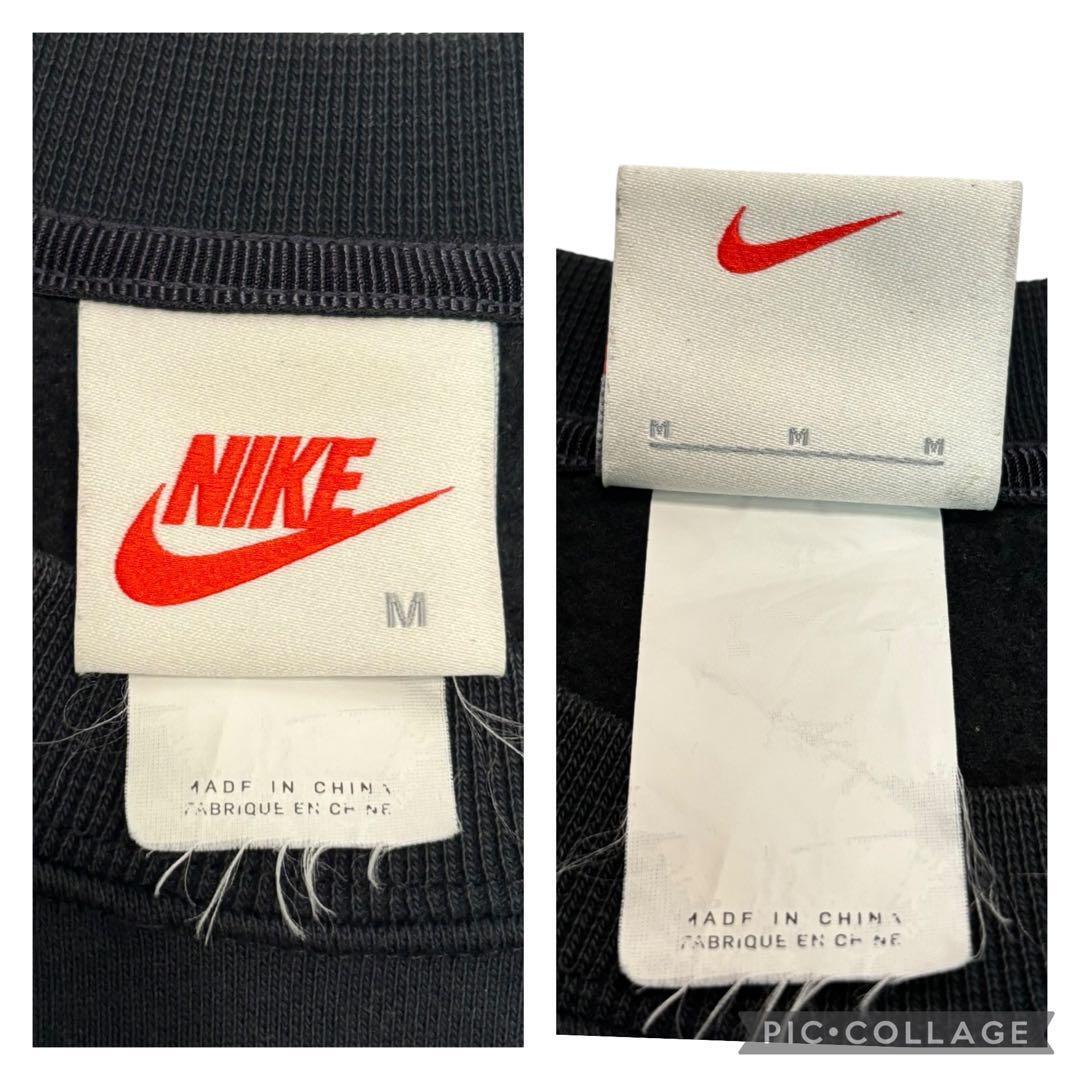 NIKE
M
MADE IN CHINA
FABRIQUE EN CHINE
M M M
MADE IN CHINA
FABRIQUE EN CHINE
PIC•COLLAGE